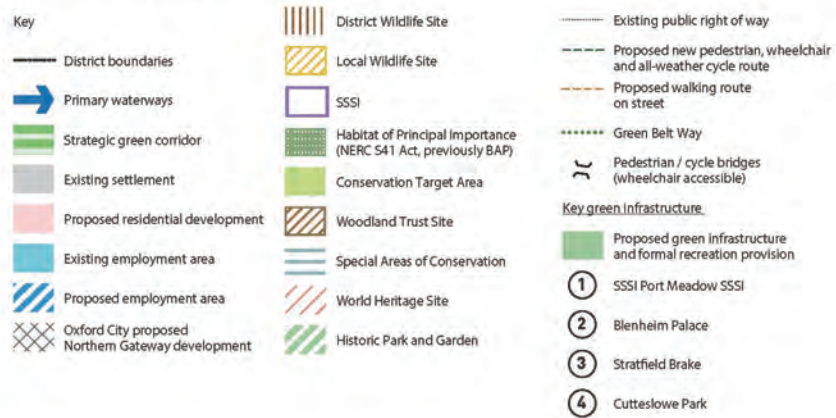 Key
District boundaries
Primary waterways
Strategic green corridor
Existing settlement
Proposed residential development
Existing employment area
Proposed employment area
Oxford City proposed
Northern Gateway development
District Wildlife Site
Local Wildlife Site
SSSI
Habitat of Principal Importance
(NERC S41 Act, previously BAP)
Conservation Target Area
Woodland Trust Site
Special Areas of Conservation
World Heritage Site
Historic Park and Garden
Existing public right of way
Proposed new pedestrian, wheelchair
and all-weather cycle route
Proposed walking route
on street
Green Belt Way
Pedestrian / cycle bridges
(wheelchair accessible)
Key green infrastructure
Proposed green infrastructure
and formal recreation provision
1 SSSI Port Meadow SSSI
2 Blenheim Palace
3 Stratfield Brake
4 Cutteslowe Park